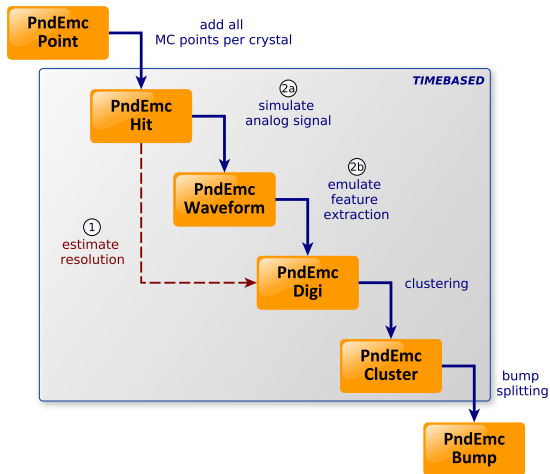 PndEmc
Point
add all
MC points per crystal
TIMEBASED
PndEmc
Hit
2a
simulate
analog signal
PndEmc
Waveform
2b
emulate
feature
extraction
1
estimate
resolution
PndEmc
Digi
clustering
PndEmc
Cluster
bump
splitting
PndEmc
Bump